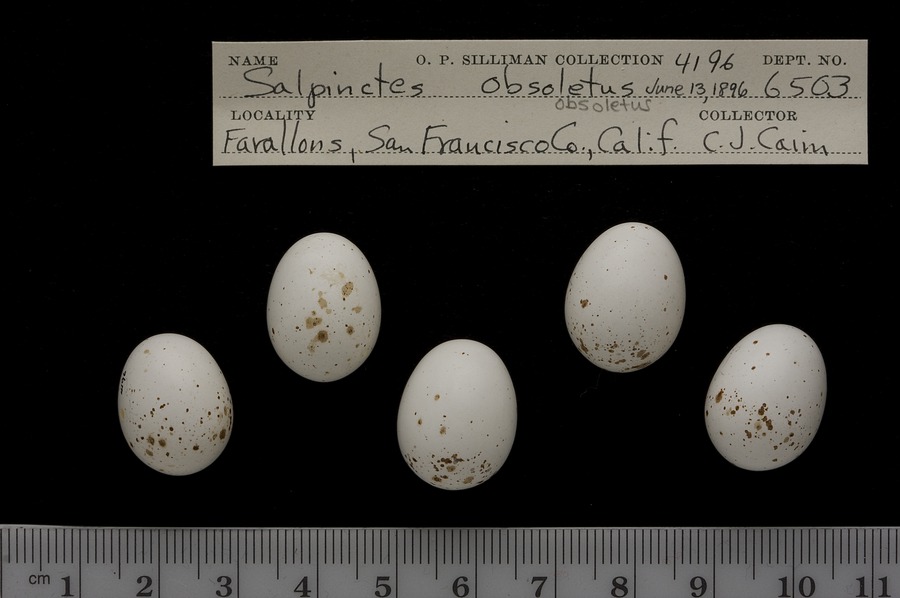 NAME O. P. SILLIMAN COLLECTION 4196 DEPT. NO.
Salpinctes obsoletus June 13, 1896 6503
obsoletus
LOCALITY COLLECTOR
Farallons, San Francisco Co., Calif. C. J. Cairn
cm 1 2 3 4 5 6 7 8 9 10 11